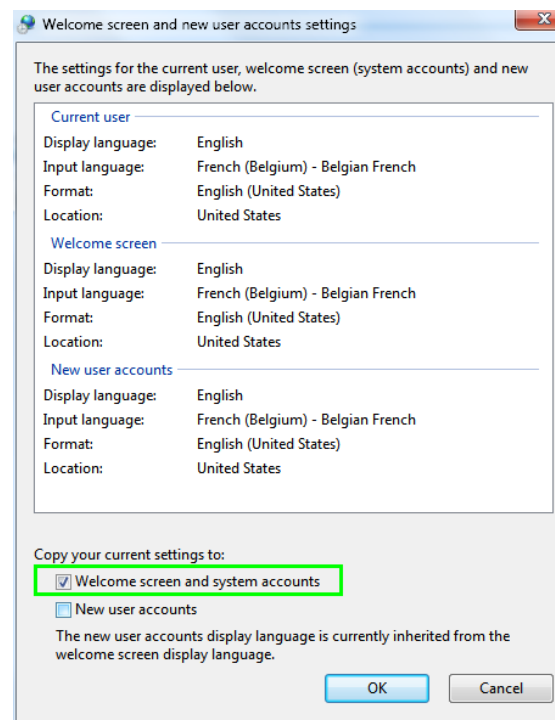 Welcome screen and new user accounts settings
The settings for the current user, welcome screen (system accounts) and new
user accounts are displayed below.
Current user
Display language: English
Input language: French (Belgium) - Belgian French
Format: English (United States)
Location: United States
Welcome screen
Display language: English
Input language: French (Belgium) - Belgian French
Format: English (United States)
Location: United States
New user accounts
Display language: English
Input language: French (Belgium) - Belgian French
Format: English (United States)
Location: United States
Copy your current settings to:
Welcome screen and system accounts
New user accounts
The new user accounts display language is currently inherited from the
welcome screen display language.
OK Cancel